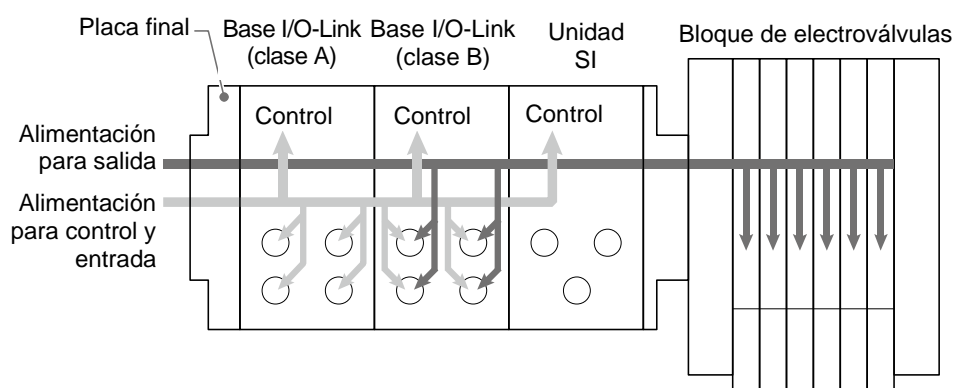 Placa final
Base I/O-Link
(clase A)
Base I/O-Link
(clase B)
Unidad
SI
Bloque de electroválvulas
Control
Control
Control
Alimentación
para salida
Alimentación
para control y
entrada